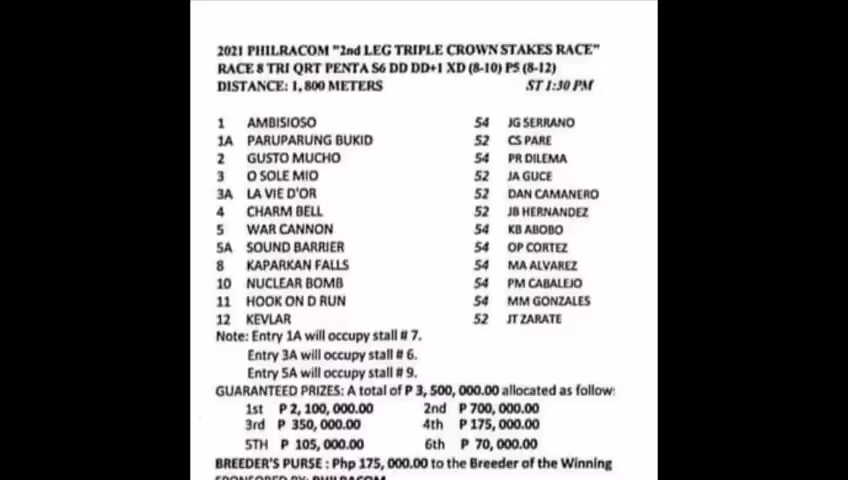 2021 PHILRACOM "2nd LEG TRIPLE CROWN STAKES RACE"
RACE 8 TRI QRT PENTA S6 DD DD+1 XD (8-10) P5 (8-12)
DISTANCE: 1, 800 METERS ST 1:30 PM
1 AMBISIOSO 54 JG SERRANO
1A PARUPARUNG BUKID 52 CS PARE
2 GUSTO MUCHO 54 PR DILEMA
3 O SOLE MIO 52 JA GUCE
3A LA VIE D'OR 52 DAN CAMANERO
4 CHARM BELL 52 JB HERNANDEZ
5 WAR CANNON 54 KB ABOBO
5A SOUND BARRIER 54 OP CORTEZ
8 KAPARKAN FALLS 54 MA ALVAREZ
10 NUCLEAR BOMB 54 PM CABALEJO
11 HOOK ON D RUN 54 MM GONZALES
12 KEVLAR 52 JT ZARATE
Note: Entry 1A will occupy stall # 7.
Entry 3A will occupy stall # 6.
Entry 5A will occupy stall # 9.
GUARANTEED PRIZES: A total of P 3, 500, 000.00 allocated as follow:
1st P 2, 100, 000.00 2nd P 700, 000.00
3rd P 350, 000.00 4th P 175, 000.00
5TH P 105, 000.00 6th P 70, 000.00
BREEDER'S PURSE : Php 175, 000.00 to the Breeder of the Winning
SPONSORED BY: PHILRACOM